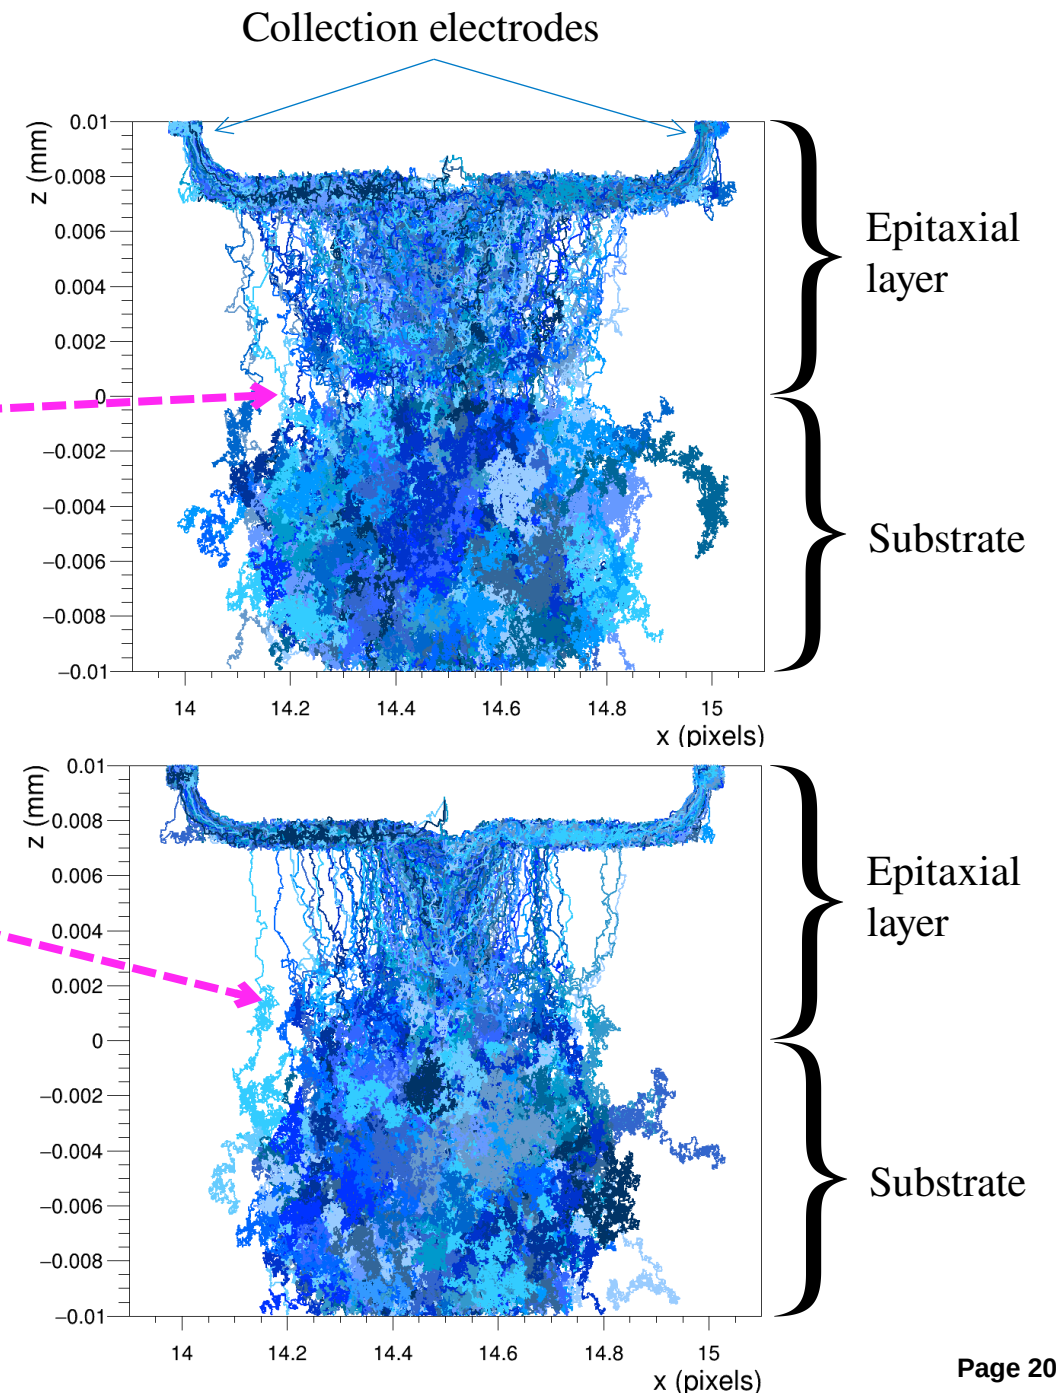 Collection electrodes
z (mm)
0.01
0.008
0.006
0.004
0.002
0
−0.002
−0.004
−0.006
−0.008
−0.01
14 14.2 14.4 14.6 14.8 15
x (pixels)
Epitaxial
layer
Substrate
z (mm)
0.01
0.008
0.006
0.004
0.002
0
−0.002
−0.004
−0.006
−0.008
−0.01
14 14.2 14.4 14.6 14.8 15
x (pixels)
Epitaxial
layer
Substrate
Page 20